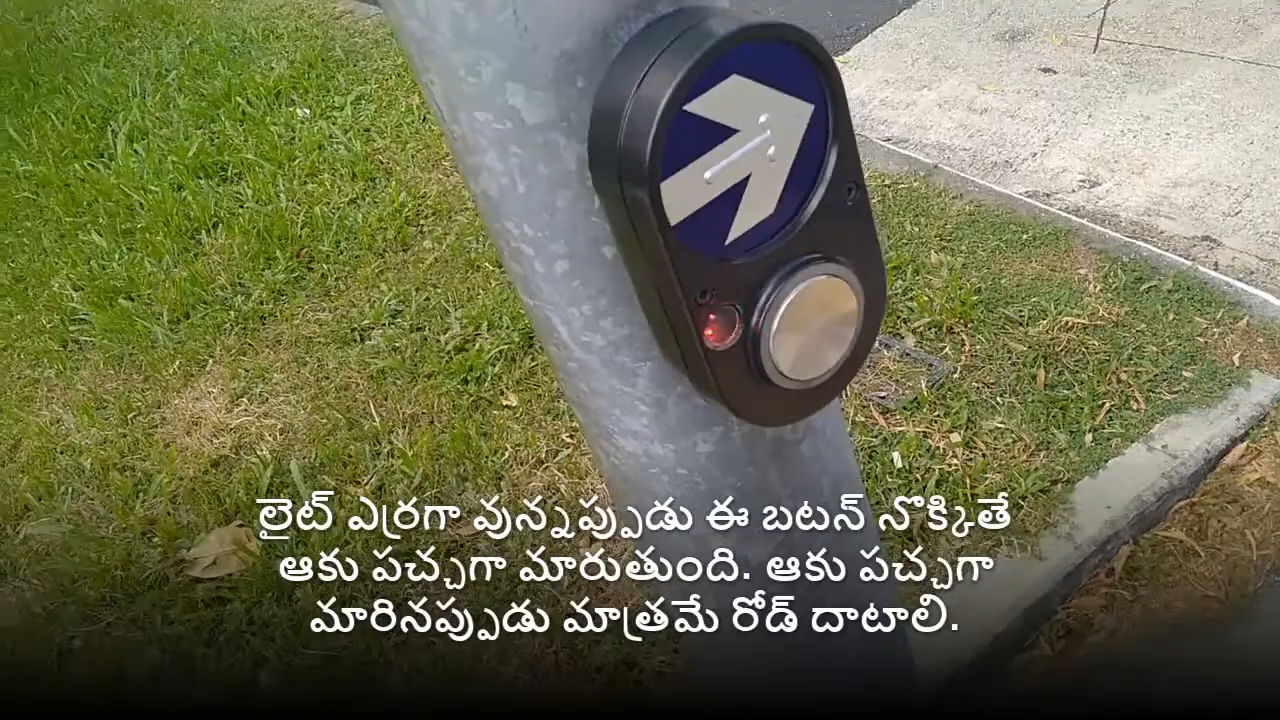 లైట్ ఎర్రగా వున్నప్పుడు ఈ బటన్ నొక్కితే
ఆకు పచ్చగా మారుతుంది. ఆకు పచ్చగా
మారినప్పుడు మాత్రమే రోడ్ దాటాలి.